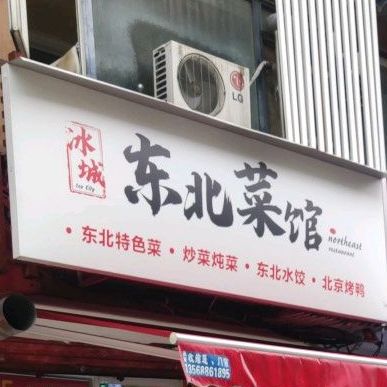 LG
冰城
Ice City
东北菜馆
northeast
restaurant
·东北特色菜 ·炒菜炖菜 ·东北水饺 ·北京烤鸭
13568861895